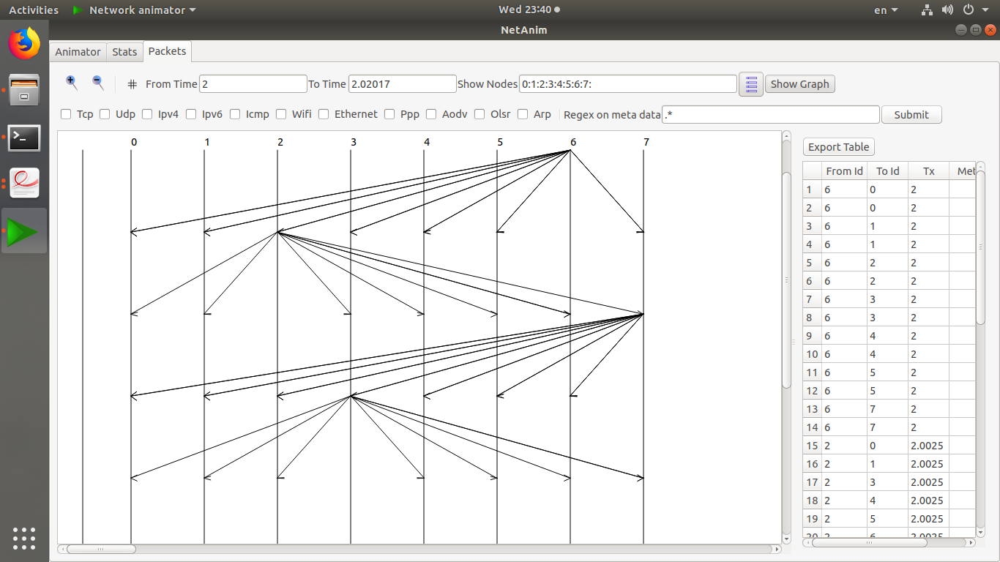 Activities Network animator Wed 23:40 en
NetAnim
Animator Stats Packets
From Time 2 To Time 2.02017 Show Nodes 0:1:2:3:4:5:6:7: Show Graph
Tcp Udp Ipv4 Ipv6 Icmp Wifi Ethernet Ppp Aodv Olsr Arp Regex on meta data .* Submit
0 1 2 3 4 5 6 7
Export Table
From Id To Id Tx Met
1 6 0 2
2 6 0 2
3 6 1 2
4 6 1 2
5 6 2 2
6 6 2 2
7 6 3 2
8 6 3 2
9 6 4 2
10 6 4 2
11 6 5 2
12 6 5 2
13 6 7 2
14 6 7 2
15 2 0 2.0025
16 2 1 2.0025
17 2 3 2.0025
18 2 4 2.0025
19 2 5 2.0025
20 2 6 2.0025